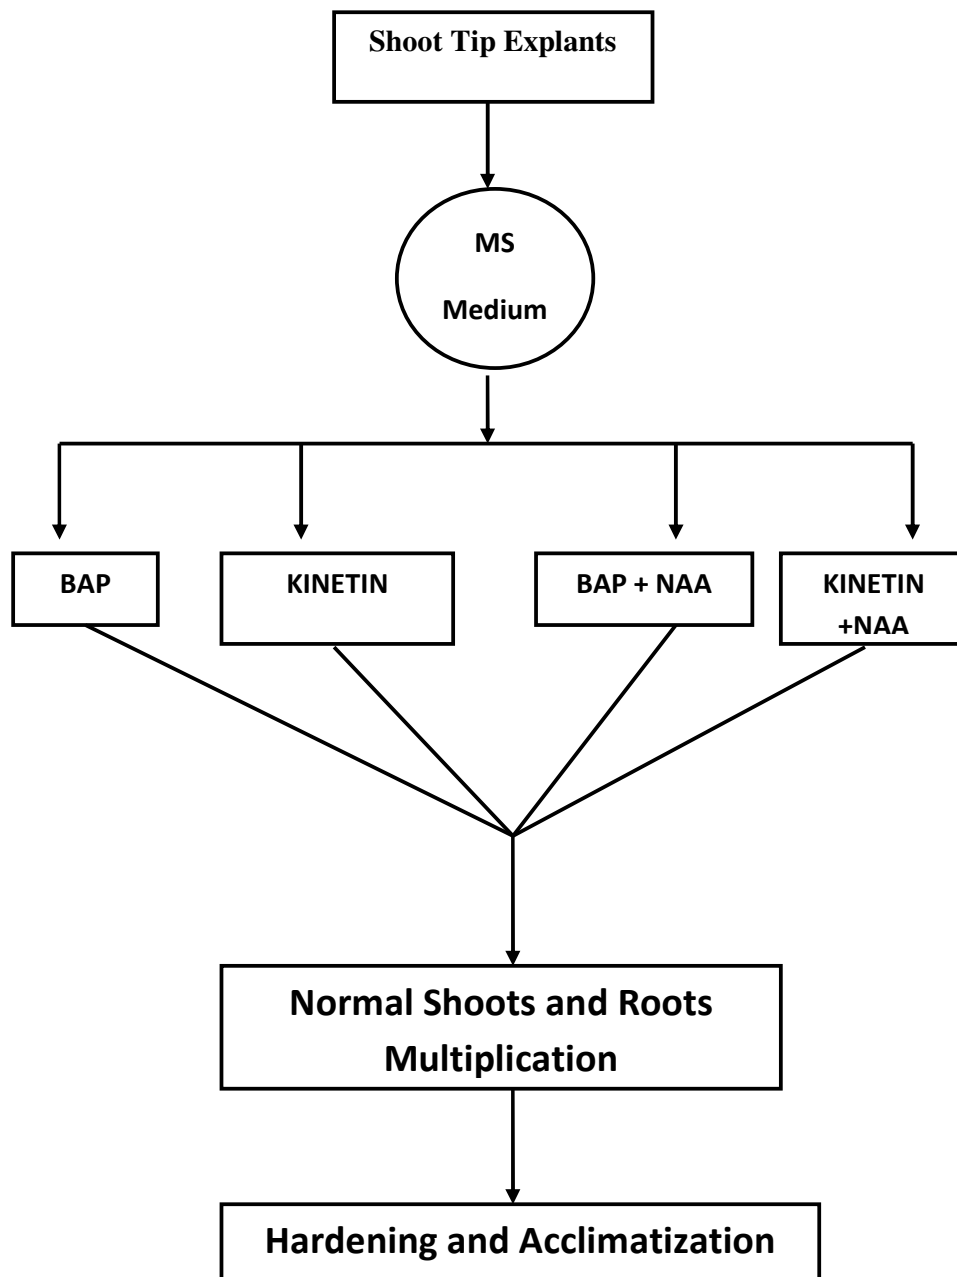 Shoot Tip Explants
MS
Medium
BAP
KINETIN
BAP + NAA
KINETIN
+NAA
Normal Shoots and Roots
Multiplication
Hardening and Acclimatization